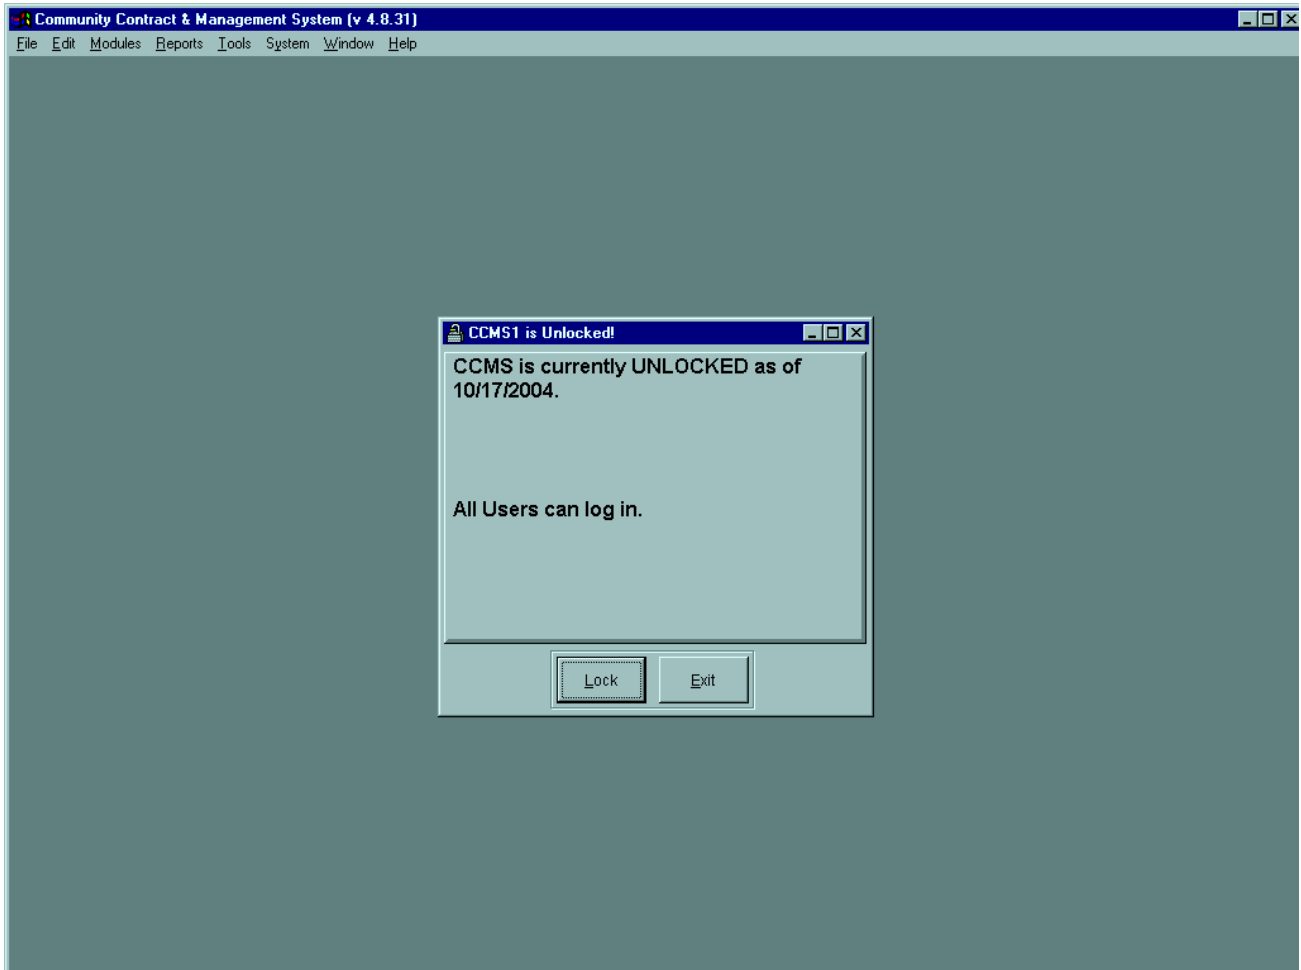 Community Contract & Management System (v 4.8.31)
File Edit Modules Reports Tools System Window Help
CCMS1 is Unlocked!
CCMS is currently UNLOCKED as of
10/17/2004.
All Users can log in.
Lock Exit